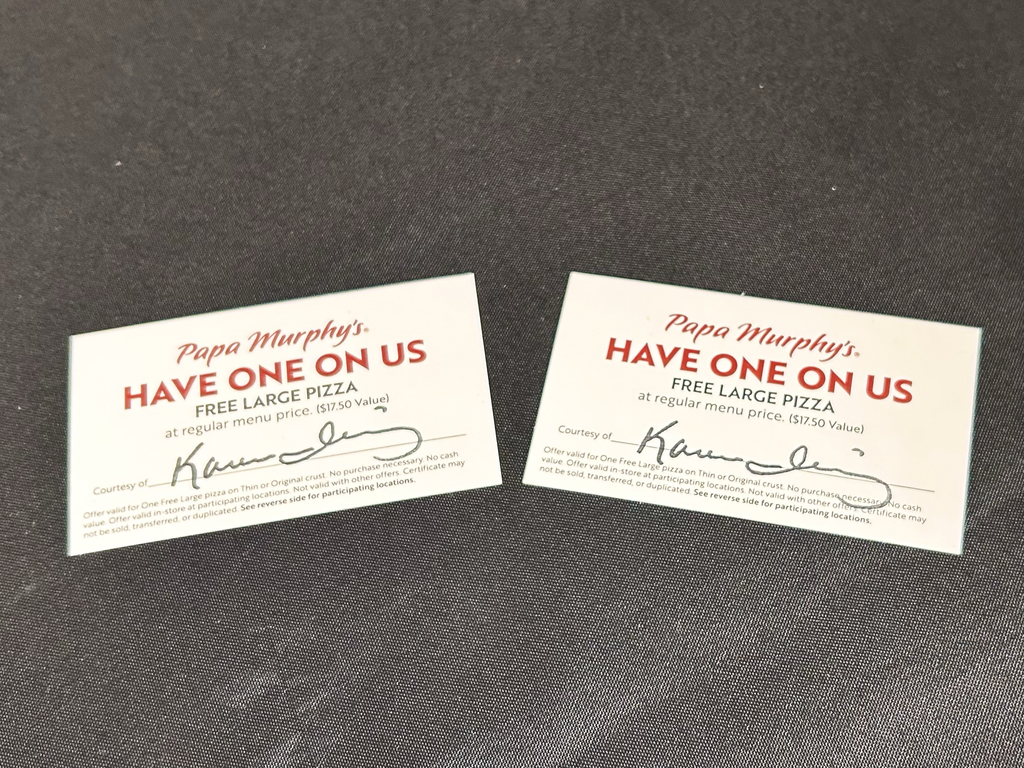 Papa Murphy's®
HAVE ONE ON US
FREE LARGE PIZZA
at regular menu price. ($17.50 Value)
Courtesy of Karen
Offer valid for One Free Large pizza on Thin or Original crust. No purchase necessary. No cash
value. Offer valid in-store at participating locations. Not valid with other offers. Certificate may
not be sold, transferred, or duplicated. See reverse side for participating locations.
Papa Murphy's®
HAVE ONE ON US
FREE LARGE PIZZA
at regular menu price. ($17.50 Value)
Courtesy of Karen
Offer valid for One Free Large pizza on Thin or Original crust. No purchase necessary. No cash
value. Offer valid in-store at participating locations. Not valid with other offers. Certificate may
not be sold, transferred, or duplicated. See reverse side for participating locations.